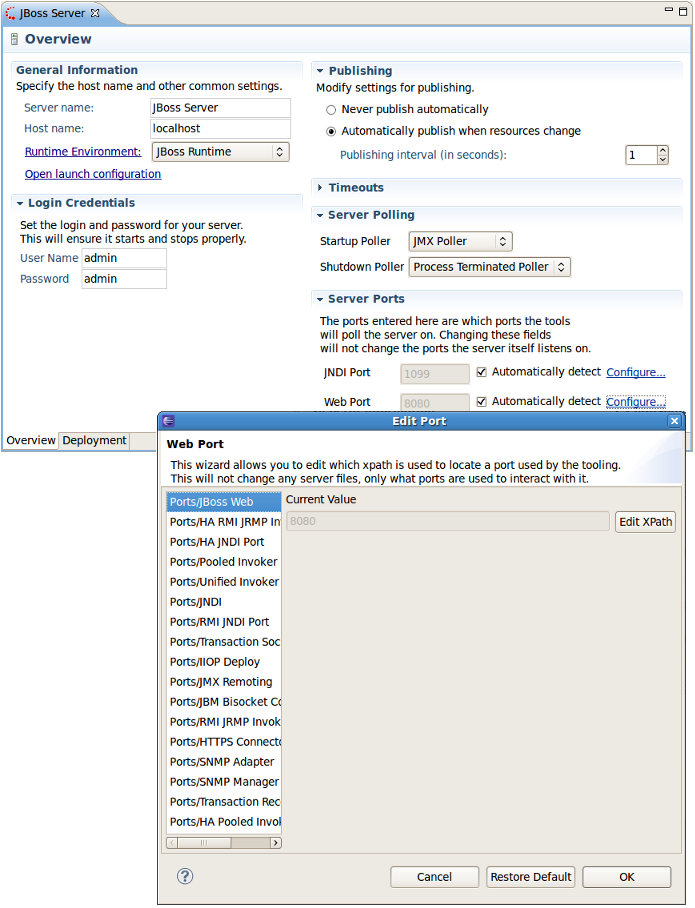 JBoss Server
Overview
General Information
Specify the host name and other common settings.
Server name: JBoss Server
Host name: localhost
Runtime Environment: JBoss Runtime
Open launch configuration
Login Credentials
Set the login and password for your server.
This will ensure it starts and stops properly.
User Name admin
Password admin
Publishing
Modify settings for publishing.
Never publish automatically
Automatically publish when resources change
Publishing interval (in seconds): 1
Timeouts
Server Polling
Startup Poller JMX Poller
Shutdown Poller Process Terminated Poller
Server Ports
The ports entered here are which ports the tools
will poll the server on. Changing these fields
will not change the ports the server itself listens on.
JNDI Port 1099 Automatically detect Configure...
Web Port 8080 Automatically detect Configure...
Overview Deployment
Edit Port
Web Port
This wizard allows you to edit which xpath is used to locate a port used by the tooling.
This will not change any server files, only what ports are used to interact with it.
Ports/JBoss Web
Ports/HA RMI JRMP In
Ports/HA JNDI Port
Ports/Pooled Invoker
Ports/Unified Invoker
Ports/JNDI
Ports/RMI JNDI Port
Ports/Transaction Soc
Ports/IIOP Deploy
Ports/JMX Remoting
Ports/JBM Bisocket Co
Ports/RMI JRMP Invok
Ports/HTTPS Connecto
Ports/SNMP Adapter
Ports/SNMP Manager
Ports/Transaction Rec
Ports/HA Pooled Invok
Current Value
8080 Edit XPath
? Cancel Restore Default OK